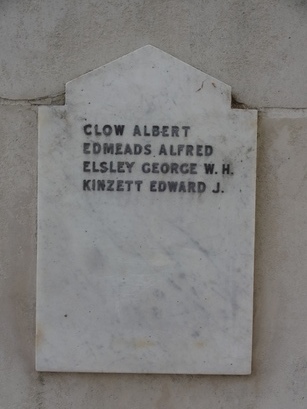 CLOW ALBERT
EDMEADS ALFRED
ELSLEY GEORGE W. H.
KINZETT EDWARD J.